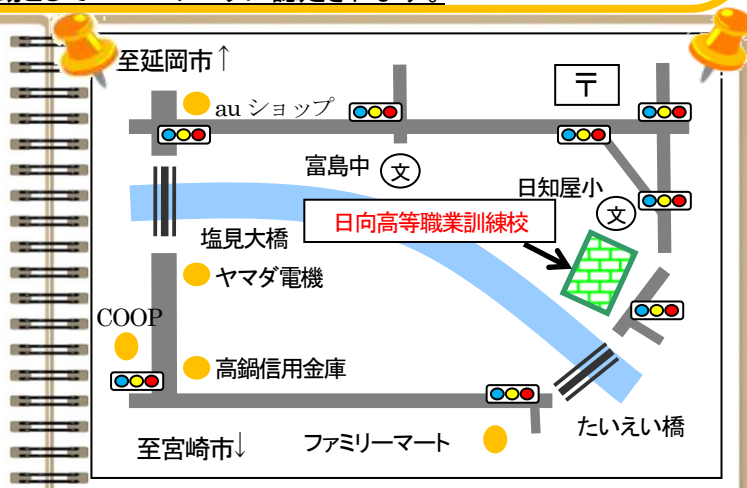 至延岡市↑
〒
au ショップ
富島中
文
日知屋小
文
日向高等職業訓練校
塩見大橋
ヤマダ電機
COOP
高鍋信用金庫
たいえい橋
至宮崎市↓
ファミリーマート